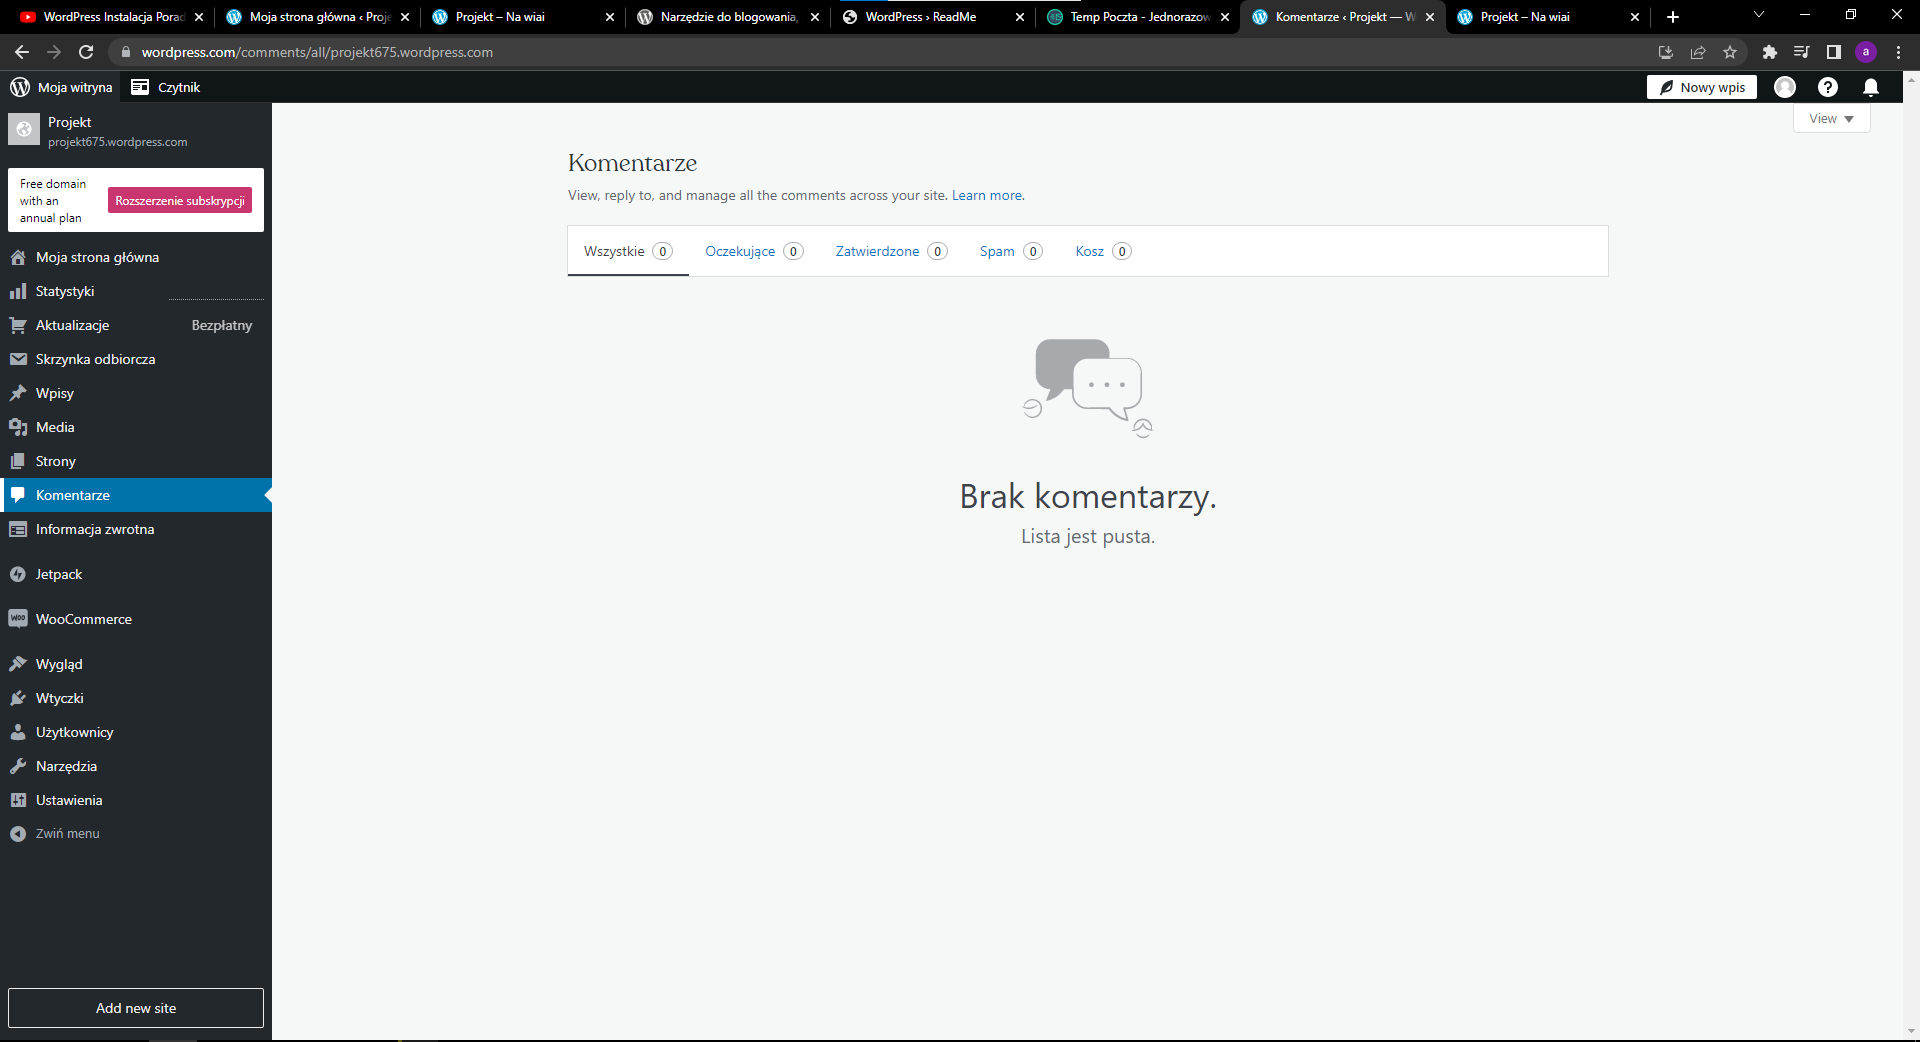 WordPress Instalacja Porad
Moja strona główna ‹ Proje
Projekt – Na wiai
Narzędzie do blogowania,
WordPress › ReadMe
Temp Poczta - Jednorazow
Komentarze ‹ Projekt — W
Projekt – Na wiai
wordpress.com/comments/all/projekt675.wordpress.com
a
Moja witryna
Czytnik
Nowy wpis
Projekt
projekt675.wordpress.com
View
Free domain
with an
annual plan
Rozszerzenie subskrypcji
Komentarze
View, reply to, and manage all the comments across your site. Learn more.
Wszystkie 0
Oczekujące 0
Zatwierdzone 0
Spam 0
Kosz 0
Moja strona główna
Statystyki
Aktualizacje
Bezpłatny
Skrzynka odbiorcza
Wpisy
Media
Strony
Komentarze
Informacja zwrotna
Jetpack
WOO
WooCommerce
Wygląd
Wtyczki
Użytkownicy
Narzędzia
Ustawienia
Zwiń menu
Brak komentarzy.
Lista jest pusta.
Add new site